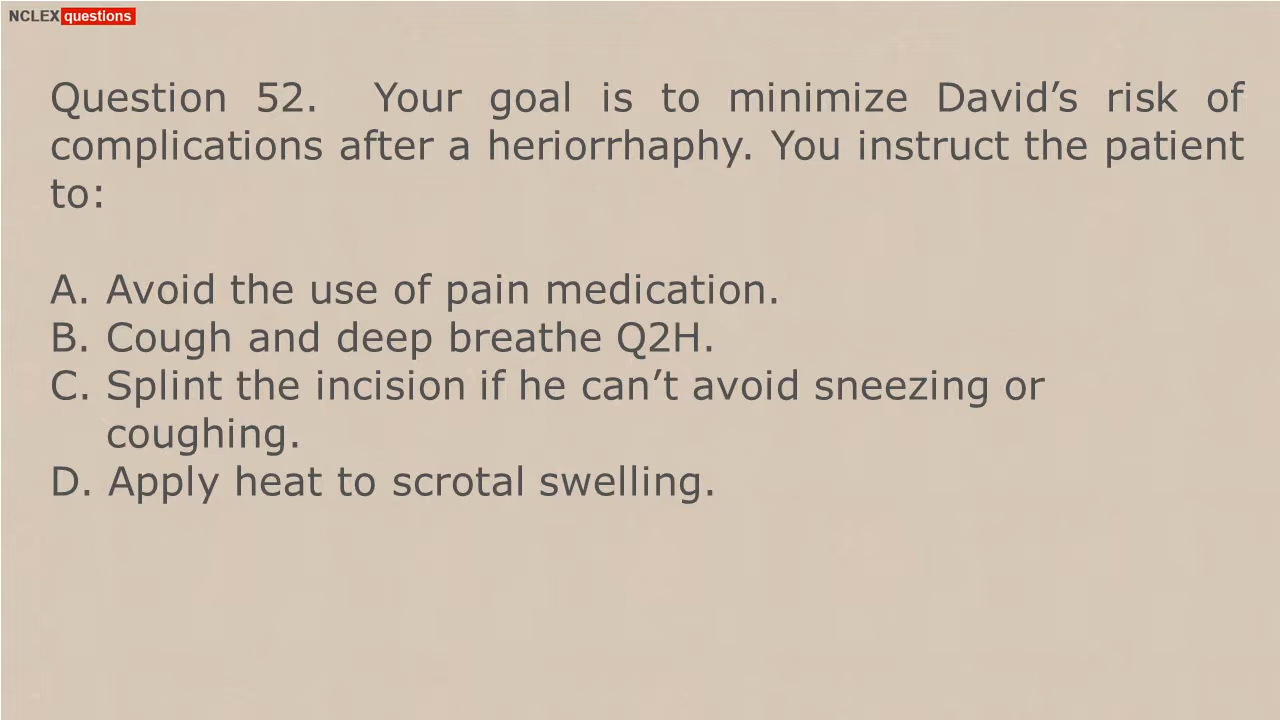 NCLEX questions
Question 52. Your goal is to minimize David’s risk of
complications after a heriorrhaphy. You instruct the patient
to:
A. Avoid the use of pain medication.
B. Cough and deep breathe Q2H.
C. Splint the incision if he can’t avoid sneezing or
coughing.
D. Apply heat to scrotal swelling.